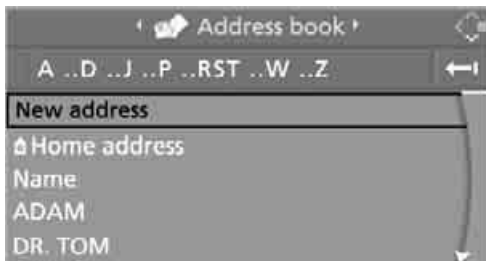 Address book
A ..D ..J ..P ..RST ..W ..Z
New address
Home address
Name
ADAM
DR. TOM